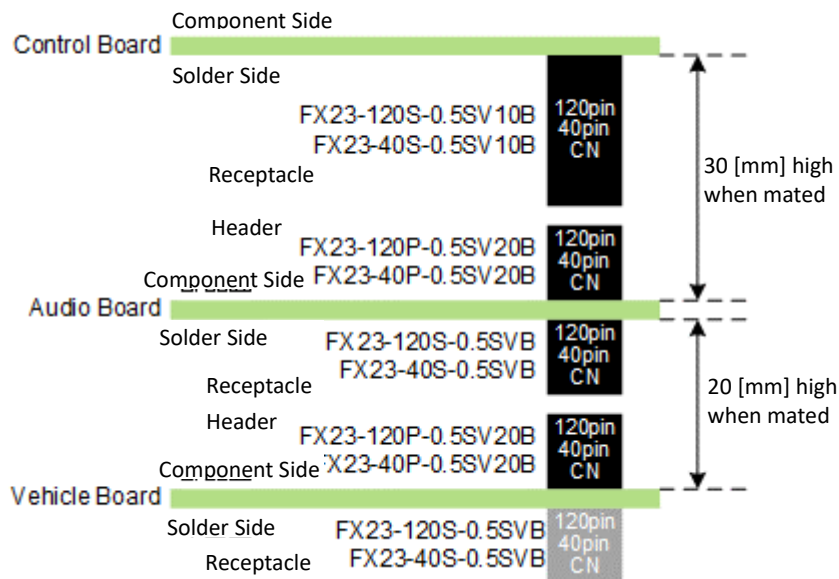 Component Side
Control Board
Solder Side
FX23-120S-0.5SV10B
FX23-40S-0.5SV10B
120pin
40pin
CN
Receptacle
30 [mm] high
when mated
Header
FX23-120P-0.5SV20B
FX23-40P-0.5SV20B
120pin
40pin
CN
Component Side
Audio Board
Solder Side
FX23-120S-0.5SVB
FX23-40S-0.5SVB
120pin
40pin
CN
Receptacle
20 [mm] high
when mated
Header
FX23-120P-0.5SV20B
X23-40P-0.5SV20B
120pin
40pin
CN
Component Side
Vehicle Board
Solder Side
FX23-120S-0.5SVB
FX23-40S-0.5SVB
120pin
40pin
CN
Receptacle